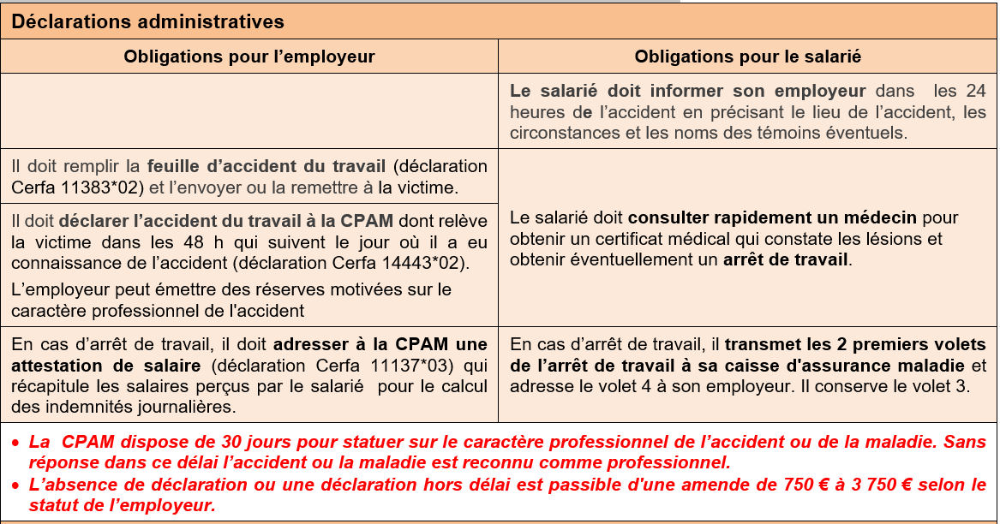 Déclarations administratives
Obligations pour l’employeur
Obligations pour le salarié
Le salarié doit informer son employeur dans les 24
heures de l’accident en précisant le lieu de l’accident, les
circonstances et les noms des témoins éventuels.
Il doit remplir la feuille d’accident du travail (déclaration
Cerfa 11383*02) et l’envoyer ou la remettre à la victime.
Il doit déclarer l’accident du travail à la CPAM dont relève
la victime dans les 48 h qui suivent le jour où il a eu
connaissance de l’accident (déclaration Cerfa 14443*02).
L’employeur peut émettre des réserves motivées sur le
caractère professionnel de l'accident
Le salarié doit consulter rapidement un médecin pour
obtenir un certificat médical qui constate les lésions et
obtenir éventuellement un arrêt de travail.
En cas d’arrêt de travail, il doit adresser à la CPAM une
attestation de salaire (déclaration Cerfa 11137*03) qui
récapitule les salaires perçus par le salarié pour le calcul
des indemnités journalières.
En cas d’arrêt de travail, il transmet les 2 premiers volets
de l’arrêt de travail à sa caisse d'assurance maladie et
adresse le volet 4 à son employeur. Il conserve le volet 3.
• La CPAM dispose de 30 jours pour statuer sur le caractère professionnel de l’accident ou de la maladie. Sans
réponse dans ce délai l’accident ou la maladie est reconnu comme professionnel.
• L’absence de déclaration ou une déclaration hors délai est passible d'une amende de 750 € à 3 750 € selon le
statut de l’employeur.